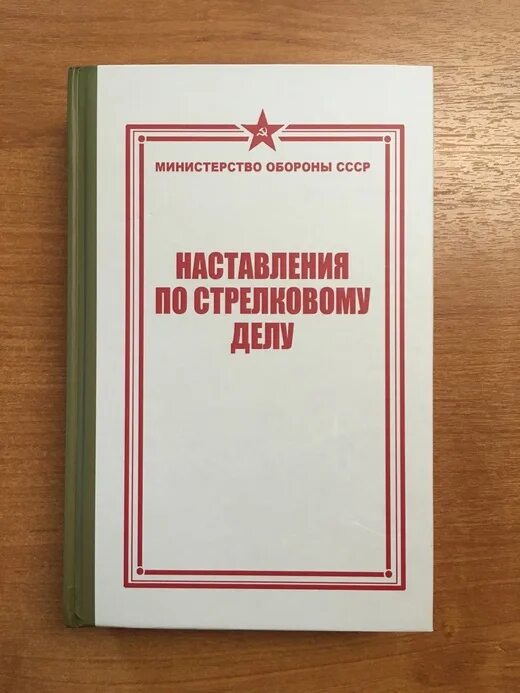 МИНИСТЕРСТВО ОБОРОНЫ СССР
НАСТАВЛЕНИЯ
ПО СТРЕЛКОВОМУ
ДЕЛУ